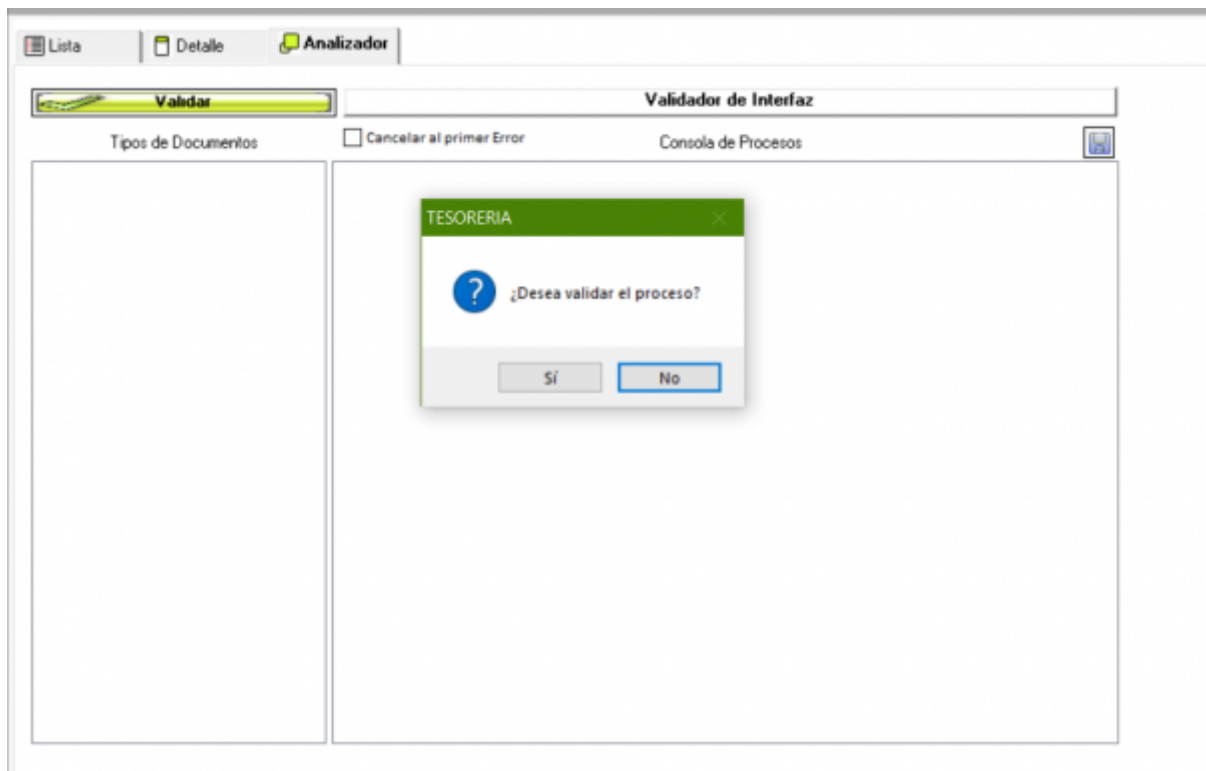 Lista Detalle Analizador
Validar Validador de Interfaz
Tipos de Documentos Cancelar al primer Error Consola de Procesos
TESORERIA
¿Desea validar el proceso?
Sí No